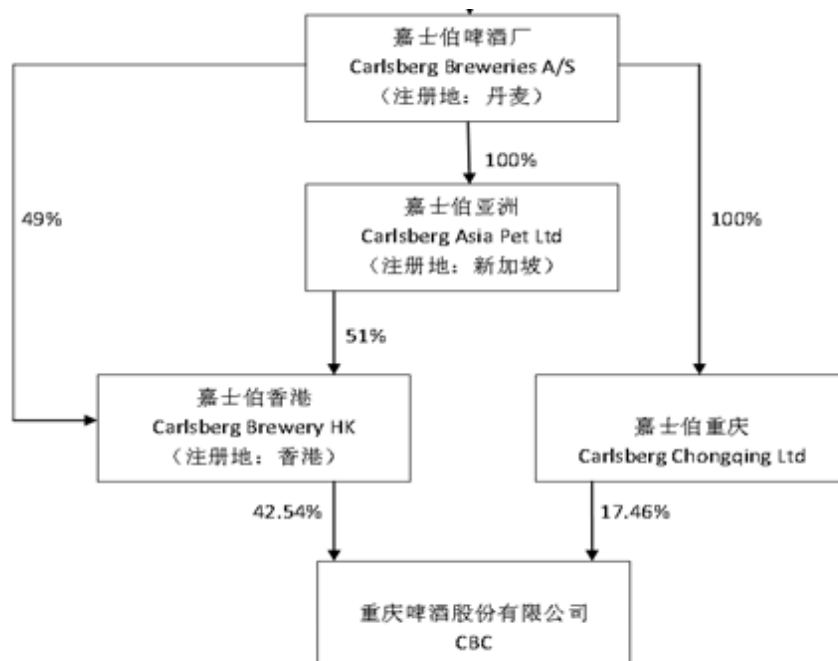 嘉士伯啤酒厂
Carlsberg Breweries A/S
（注册地：丹麦）
100%
49%
100%
嘉士伯亚洲
Carlsberg Asia Pet Ltd
（注册地：新加坡）
51%
嘉士伯香港
Carlsberg Brewery HK
（注册地：香港）
嘉士伯重庆
Carlsberg Chongqing Ltd
42.54%
17.46%
重庆啤酒股份有限公司
CBC